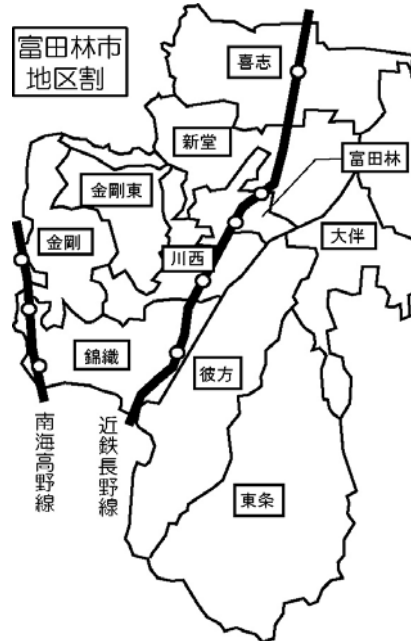 富田林市
地区割
喜志
新堂
富田林
金剛東
金剛
大伴
川西
錦織
彼方
東条
南海高野線
近鉄長野線